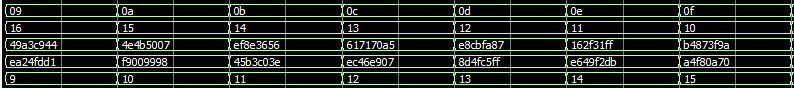 09 0a 0b 0c 0d 0e 0f
16 15 14 13 12 11 10
49a3c944 4e4b5007 ef8e3656 617170a5 e8cbfa87 162f31ff b4873f9a
ea24fdd1 f9009998 45b3c03e ec46e907 8d4fc5ff e649f2db a4f80a70
9 10 11 12 13 14 15